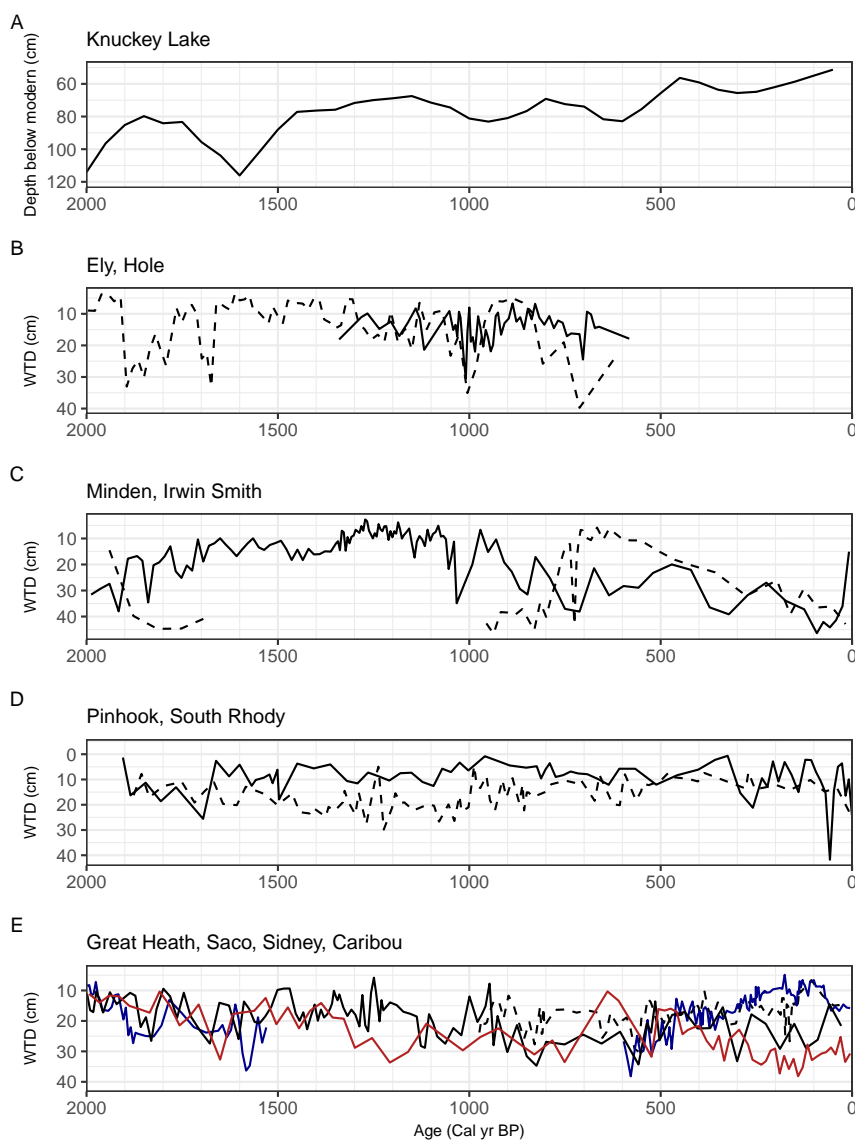 A
Knuckey Lake
Depth below modern (cm)
60
80
100
120
2000 1500 1000 500 0
B
Ely, Hole
WTD (cm)
10
20
30
40
2000 1500 1000 500 0
C
Minden, Irwin Smith
WTD (cm)
10
20
30
40
2000 1500 1000 500 0
D
Pinhook, South Rhody
WTD (cm)
0
10
20
30
40
2000 1500 1000 500 0
E
Great Heath, Saco, Sidney, Caribou
WTD (cm)
10
20
30
40
2000 1500 1000 500 0
Age (Cal yr BP)